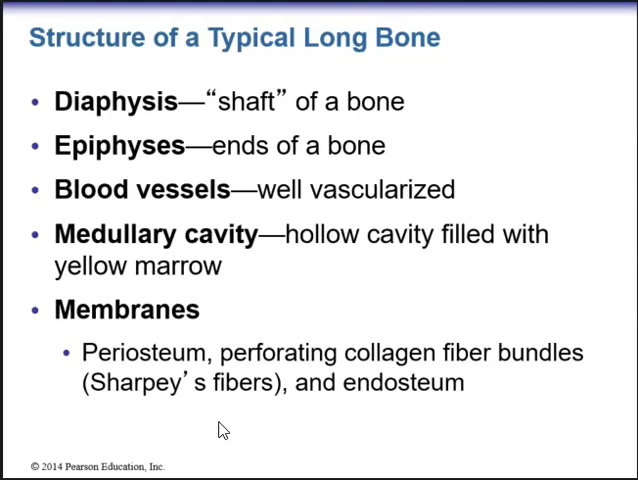 Structure of a Typical Long Bone
• Diaphysis—“shaft” of a bone
• Epiphyses—ends of a bone
• Blood vessels—well vascularized
• Medullary cavity—hollow cavity filled with
yellow marrow
• Membranes
• Periosteum, perforating collagen fiber bundles
(Sharpey’s fibers), and endosteum
© 2014 Pearson Education, Inc.